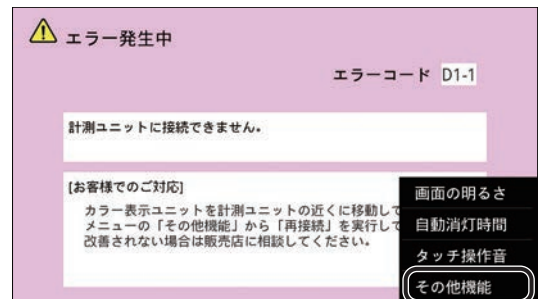 エラー発生中
エラーコード D1-1
計測ユニットに接続できません。
[お客様でのご対応]
カラー表示ユニットを計測ユニットの近くに移動して
メニューの「その他機能」から「再接続」を実行して
改善されない場合は販売店に相談してください。
画面の明るさ
自動消灯時間
タッチ操作音
その他機能